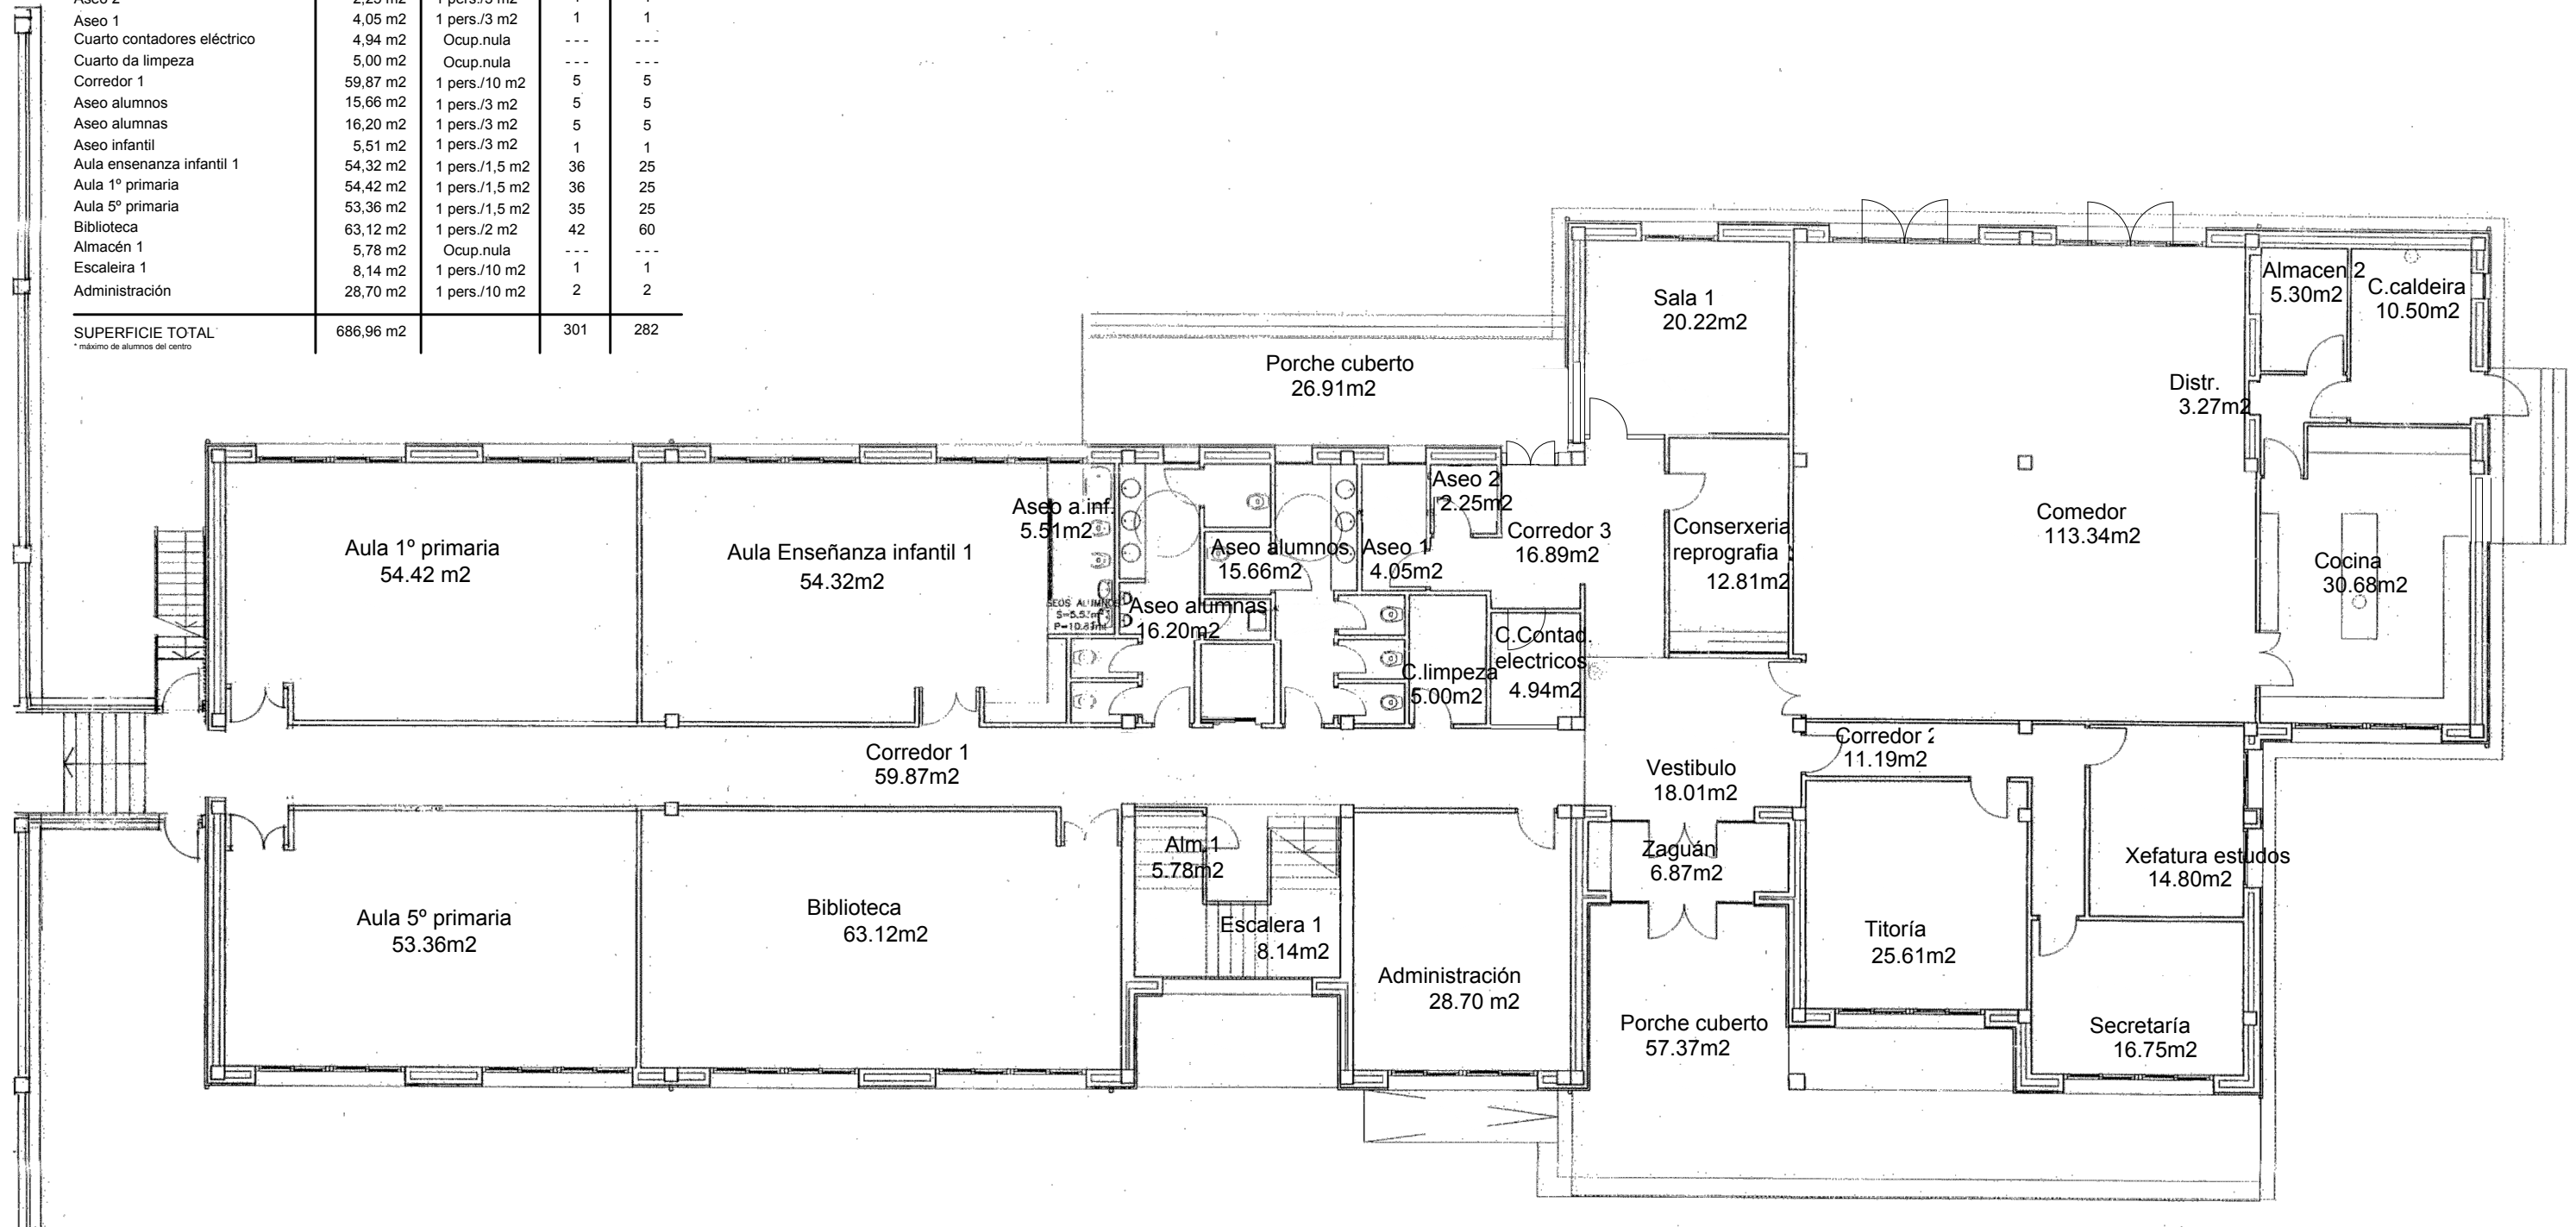 Aseo 2 2,25 m2 1 pers./3 m2 1 1
Aseo 1 4,05 m2 1 pers./3 m2 1 1
Cuarto contadores eléctrico 4,94 m2 Ocup.nula --- ---
Cuarto da limpeza 5,00 m2 Ocup.nula --- ---
Corredor 1 59,87 m2 1 pers./10 m2 5 5
Aseo alumnos 15,66 m2 1 pers./3 m2 5 5
Aseo alumnas 16,20 m2 1 pers./3 m2 5 5
Aseo infantil 5,51 m2 1 pers./3 m2 1 1
Aula ensenanza infantil 1 54,32 m2 1 pers./1,5 m2 36 25
Aula 1º primaria 54,42 m2 1 pers./1,5 m2 36 25
Aula 5º primaria 53,36 m2 1 pers./1,5 m2 35 25
Biblioteca 63,12 m2 1 pers./2 m2 42 60
Almacén 1 5,78 m2 Ocup.nula --- ---
Escaleira 1 8,14 m2 1 pers./10 m2 1 1
Administración 28,70 m2 1 pers./10 m2 2 2
SUPERFICIE TOTAL 686,96 m2 301 282
* máximo de alumnos del centro
Sala 1
20.22m2
Almacen 2
5.30m2
C.caldeira
10.50m2
Porche cuberto
26.91m2
Distr.
3.27m2
Aula 1º primaria
54.42 m2
Aula Enseñanza infantil 1
54.32m2
Aseo a.inf.
5.51m2
SEOS ALUMNOS
Aseo alumnos
15.66m2
Aseo alumnas
16.20m2
Aseo 1
4.05m2
Aseo 2
2.25m2
Corredor 3
16.89m2
Conserxeria
reprografia
12.81m2
Comedor
113.34m2
Cocina
30.68m2
C.limpeza
5.00m2
C.Contad.
electricos
4.94m2
Corredor 1
59.87m2
Vestibulo
18.01m2
Corredor 2
11.19m2
Alm.1
5.78m2
Zaguán
6.87m2
Xefatura estudos
14.80m2
Aula 5º primaria
53.36m2
Biblioteca
63.12m2
Escalera 1
8.14m2
Administración
28.70 m2
Titoría
25.61m2
Porche cuberto
57.37m2
Secretaría
16.75m2